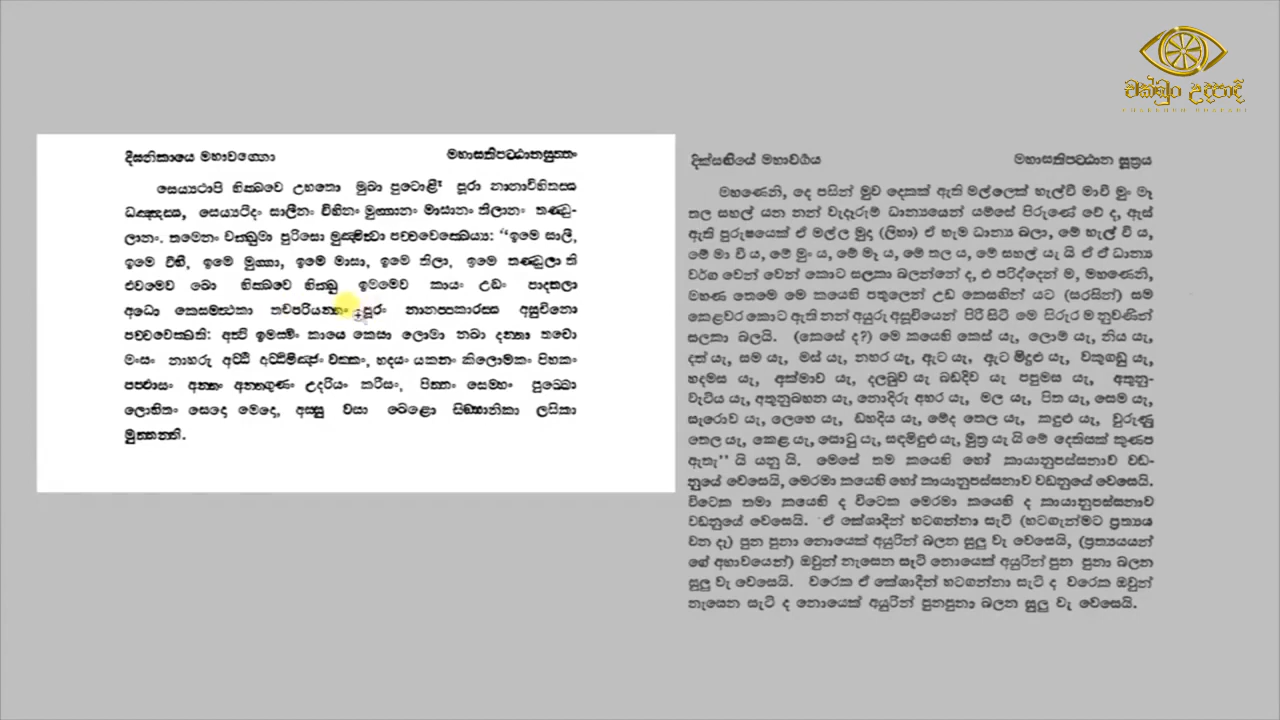 චක්ඛුං උදපාදි
දීඝනිකායෙ මහාවග්ගො
මහාසතිපට්ඨානසුත්තං
සෙය්‍යථාපි භික්ඛවෙ උභතො මුඛා පුටොළි පූරා නානාවිහිතස්ස
ධඤ්ඤස්ස, සෙය්‍යථීදං සාලීනං වීහිනං මුග්ගානං මාසානං තිලානං තණ්ඩු-
ලානං. තමෙනං චක්ඛුමා පුරිසො මුඤ්චිත්වා පච්චවෙක්ඛෙය්‍ය: "ඉමෙ සාලී,
ඉමෙ වීහී, ඉමෙ මුග්ගා, ඉමෙ මාසා, ඉමෙ තිලා, ඉමෙ තණ්ඩුලා ති
එවමෙව ඛො භික්ඛවෙ භික්ඛු ඉමමෙව කායං උද්ධං පාදතලා
අධො කෙසමත්ථකා තචපරියන්තං පූරං නානප්පකාරස්ස අසුචිනො
පච්චවෙක්ඛති: අත්ථි ඉමස්මිං කායෙ කෙසා ලොමා නඛා දන්තා තචො
මංසං නාහරූ අට්ඨි අට්ඨිමිඤ්ජං වක්කං, හදයං යකනං කිලොමකං පිහකං
පප්ඵාසං අන්තං අන්තගුණං උදරියං කරීසං, පිත්තං සෙම්හං පුබ්බො
ලොහිතං සෙදො මෙදො, අස්සු වසා ඛෙළො සිඞ්ඝානිකා ලසිකා
මුත්තන්ති.
දික්සඟියේ මහාවර්ගය
මහාසතිපට්ඨාන සූත්‍රය
මහණෙනි, දෙ පසින් මුව දෙකක් ඇති මල්ලෙක් හැල්වී මාවී මුං මෑ
තල සහල් යන නන් වැදෑරුම් ධාන්‍යයෙන් යම්සේ පිරුණේ වේ ද, ඇස්
ඇති පුරුෂයෙක් ඒ මල්ල මුදා (ලිහා) ඒ හැම ධාන්‍ය බලා, මේ හැල් වී ය,
මේ මා වී ය, මේ මුං ය, මේ මෑ ය, මේ තල ය, මේ සහල් යැ යි ඒ ඒ ධාන්‍ය
වර්ග වෙන් වෙන් කොට සලකා බලන්නේ ද, එ පරිද්දෙන් ම, මහණෙනි,
මහණ තෙමේ මෙ කයෙහි පතුලෙන් උඩ කෙසඟින් යට (සරසින්) සම
කෙළවර කොට ඇති නන් අයුරු අසූචියෙන් පිරී සිටි මෙ සිරුර ම නුවණින්
සලකා බලයි. (කෙසේ ද?) මේ කයෙහි කෙස් යැ, ලොම් යැ, නිය යැ,
දත් යැ, සම යැ, මස් යැ, නහර යැ, ඇට යැ, ඇට මිදුළු යැ, වකුගඩු යැ,
හදමස යැ, අක්මාව යැ, දලබුව යැ බඩදිව යැ පපුමස යැ, අතුනු-
වැටිය යැ, අතුනුබහන යැ, නොදිරූ අහර යැ, මල යැ, පිත යැ, සෙම යැ,
සැරොව යැ, ලෙහෙ යැ, ඩහදිය යැ, මේද තෙල යැ, කඳුළු යැ, වුරුණු
තෙල යැ, කෙළ යැ, සොටු යැ, සඳමිදුළු යැ, මුත්‍ර යැ යි මේ දෙතිසක් කුණප
ඇතැ" යි යනු යි. මෙසේ තම කයෙහි හෝ කායානුපස්සනාව වඩ-
නුයේ වෙසෙයි, මෙරමා කයෙහි හෝ කායානුපස්සනාව වඩනුයේ වෙසෙයි.
විටෙක තමා කයෙහි ද විටෙක මෙරමා කයෙහි ද කායානුපස්සනාව
වඩනුයේ වෙසෙයි. ඒ කේශාදීන් හටගන්නා සැටි (හටගැන්මට ප්‍රත්‍යය
වන දෑ) පුන පුනා නොයෙක් අයුරින් බලන සුලු වැ වෙසෙයි, (ප්‍රත්‍යයයන්
ගේ අභාවයෙන්) ඔවුන් නැසෙන සැටි නොයෙක් අයුරින් පුන පුනා බලන
සුලු වැ වෙසෙයි. වරෙක ඒ කේශාදීන් හටගන්නා සැටි ද වරෙක ඔවුන්
නැසෙන සැටි ද නොයෙක් අයුරින් පුනපුනා බලන සුලු වැ වෙසෙයි.